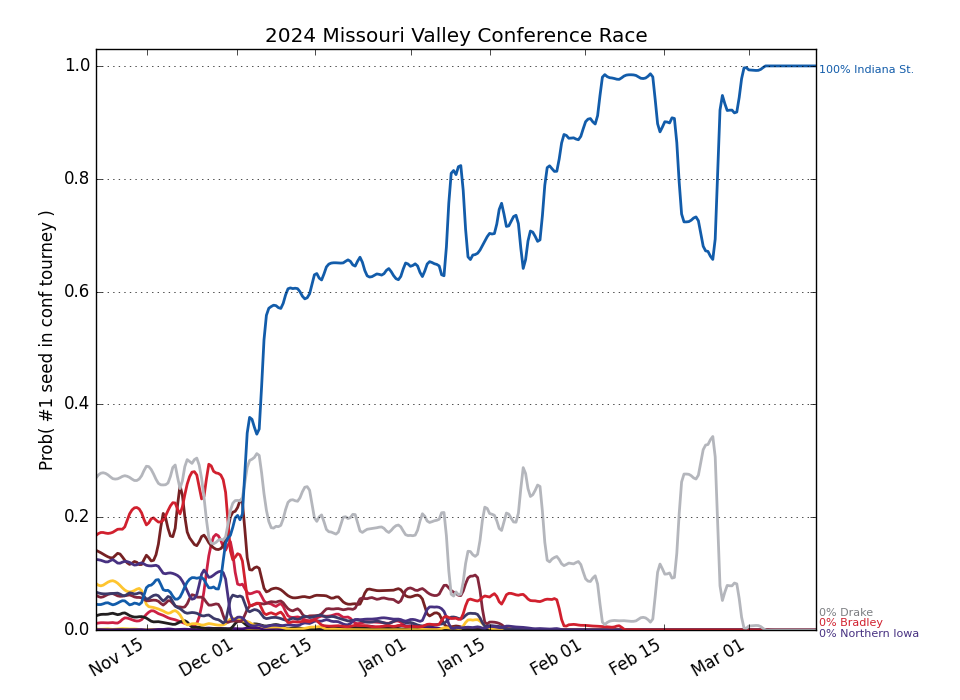 2024 Missouri Valley Conference Race
Prob( #1 seed in conf tourney )
1.0
0.8
0.6
0.4
0.2
0.0
Nov 15
Dec 01
Dec 15
Jan 01
Jan 15
Feb 01
Feb 15
Mar 01
100% Indiana St.
0% Drake
0% Bradley
0% Northern Iowa